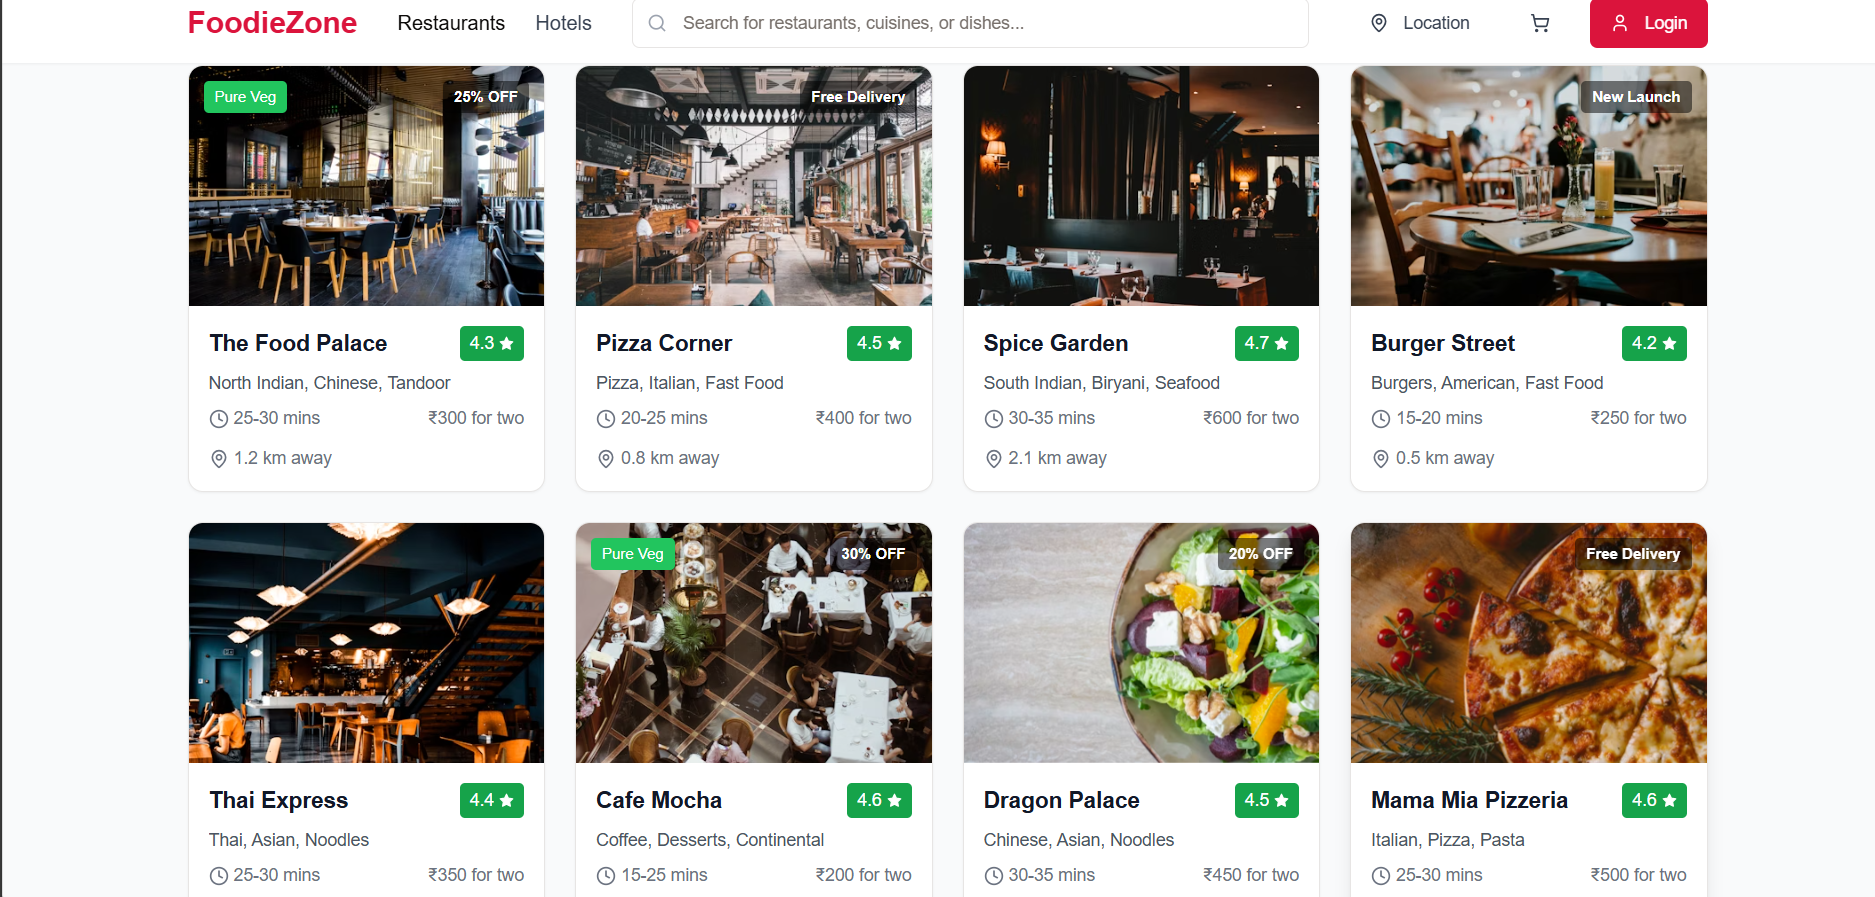 FoodieZone Restaurants Hotels Search for restaurants, cuisines, or dishes... Location Login
Pure Veg 25% OFF
Free Delivery
New Launch
The Food Palace 4.3
North Indian, Chinese, Tandoor
25-30 mins ₹300 for two
1.2 km away
Pizza Corner 4.5
Pizza, Italian, Fast Food
20-25 mins ₹400 for two
0.8 km away
Spice Garden 4.7
South Indian, Biryani, Seafood
30-35 mins ₹600 for two
2.1 km away
Burger Street 4.2
Burgers, American, Fast Food
15-20 mins ₹250 for two
0.5 km away
Thai Express 4.4
Thai, Asian, Noodles
25-30 mins ₹350 for two
Pure Veg 30% OFF
Cafe Mocha 4.6
Coffee, Desserts, Continental
15-25 mins ₹200 for two
20% OFF
Dragon Palace 4.5
Chinese, Asian, Noodles
30-35 mins ₹450 for two
Free Delivery
Mama Mia Pizzeria 4.6
Italian, Pizza, Pasta
25-30 mins ₹500 for two